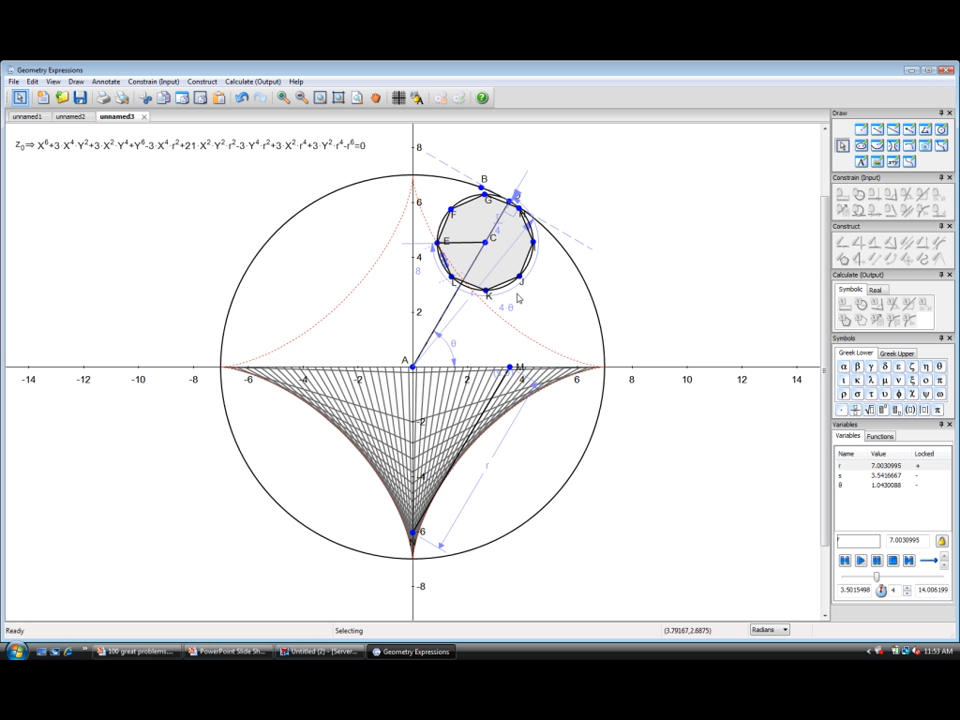 Geometry Expressions
File Edit View Draw Annotate Constrain (Input) Construct Calculate (Output) Help
unnamed1 unnamed2 unnamed3
z₀⇒ X⁶+3·X⁴·Y²+3·X²·Y⁴+Y⁶-3·X⁴·r²+21·X²·Y²·r²-3·Y⁴·r²+3·X²·r⁴+3·Y²·r⁴-r⁶=0
8
B
6
G
F
H
C
4
E
I
8
L
J
K
4·θ
2
θ
A
M
-14 -12 -10 -8 -6 -4 -2 2 4 6 8 10 12 14
-2
-4
r
-6
-8
Draw
Constrain (Input)
Construct
Calculate (Output)
Symbolic Real
Symbols
Greek Lower Greek Upper
α β γ δ ε ζ η θ
ι κ λ μ ν ξ ο π
ρ σ τ υ φ χ ψ ω
Variables
Variables Functions
Name Value Locked
r 7.0030995 +
s 3.5416667 -
θ 1.0430088 -
r 7.0030995
3.5015498 4 14.006199
Ready Selecting (3.79167,2.6875) Radians
100 great problems... PowerPoint Slide Sh... Untitled (2) - [Server... Geometry Expressions 11:53 AM